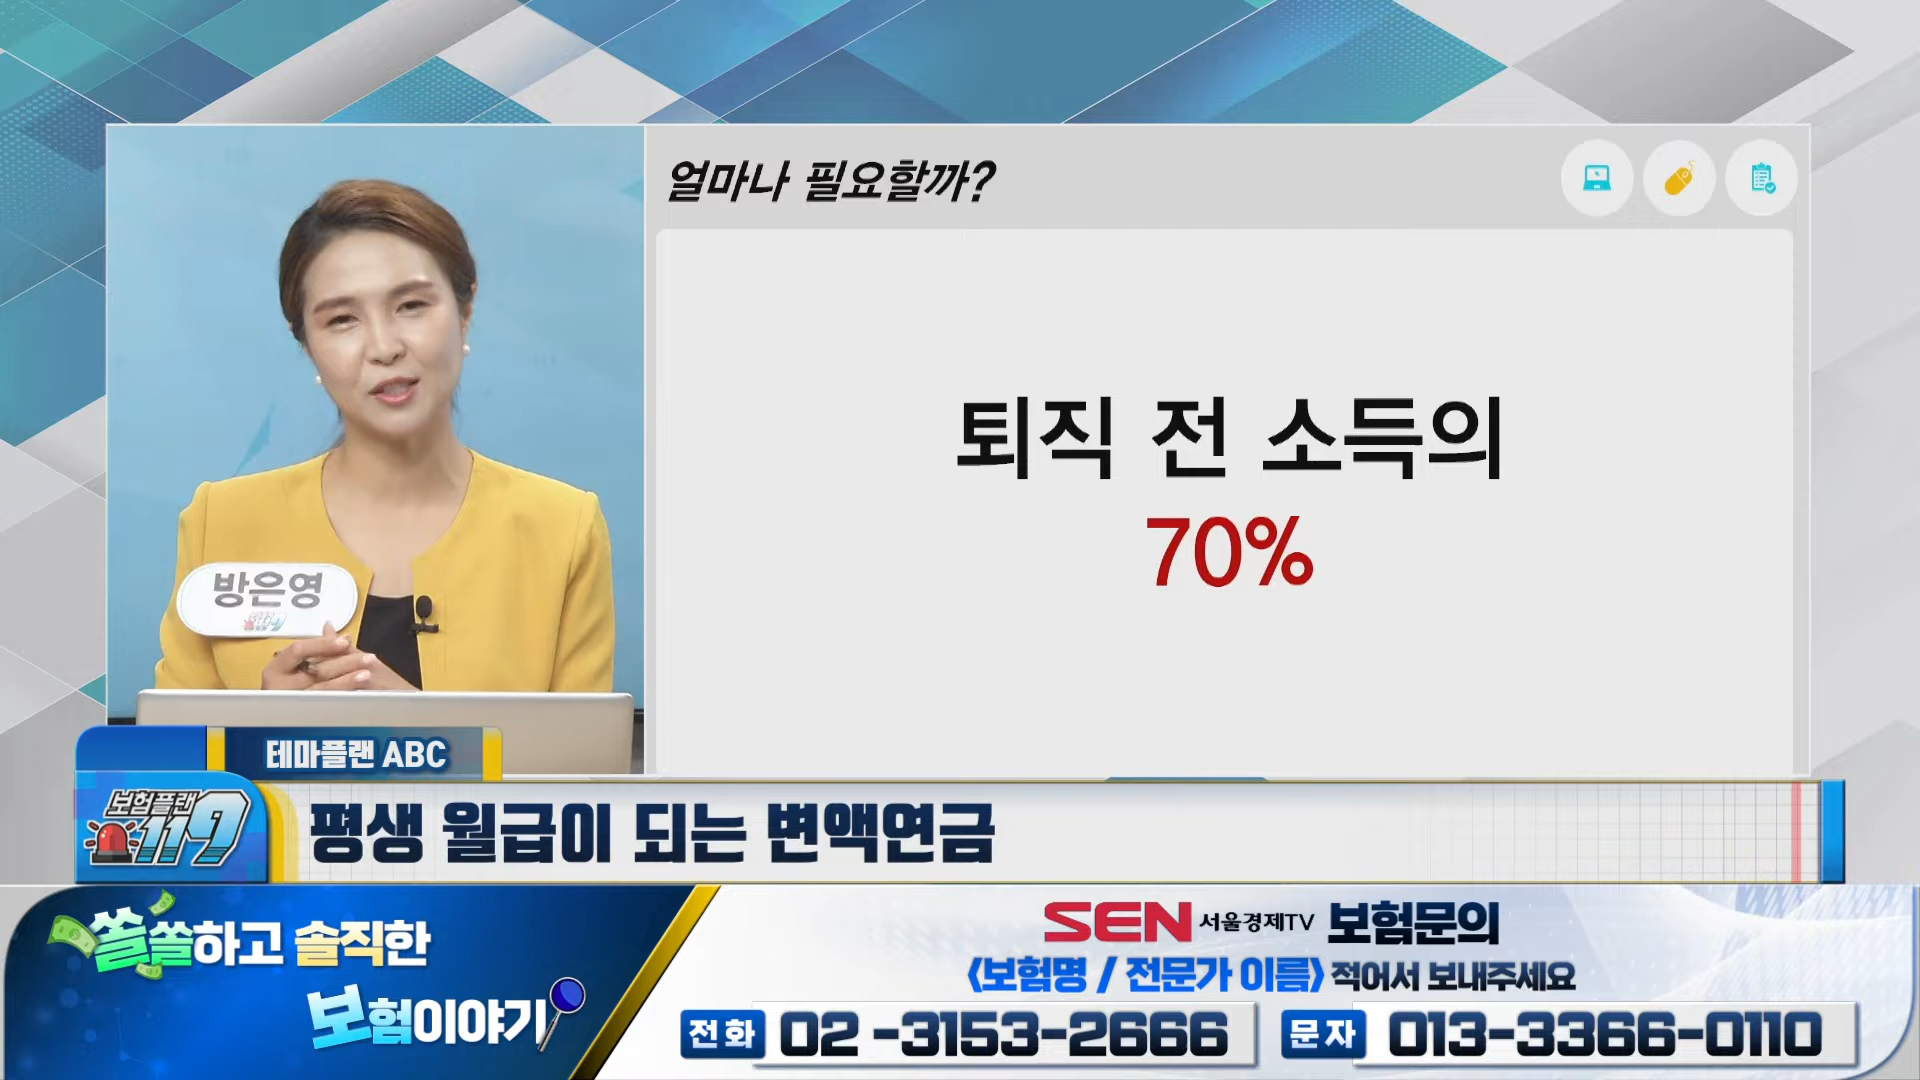 얼마나 필요할까?
퇴직 전 소득의
70%
방은영
테마플랜 ABC
보험플랜
119
평생 월급이 되는 변액연금
쏠쏠하고 솔직한
보험이야기
SEN 서울경제TV 보험문의
<보험명 / 전문가 이름> 적어서 보내주세요
전화 02-3153-2666
문자 013-3366-0110